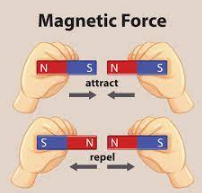 Magnetic Force
N S N S
attract
S N N S
repel